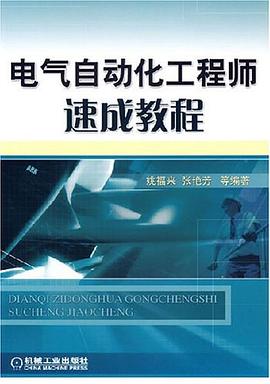 电气自动化工程师
速成教程
姚福来 张艳芳 等编著
DIANQI ZIDONGHUA GONGCHENGSHI
SUCHENG JIAOCHENG
机械工业出版社
CHINA MACHINE PRESS